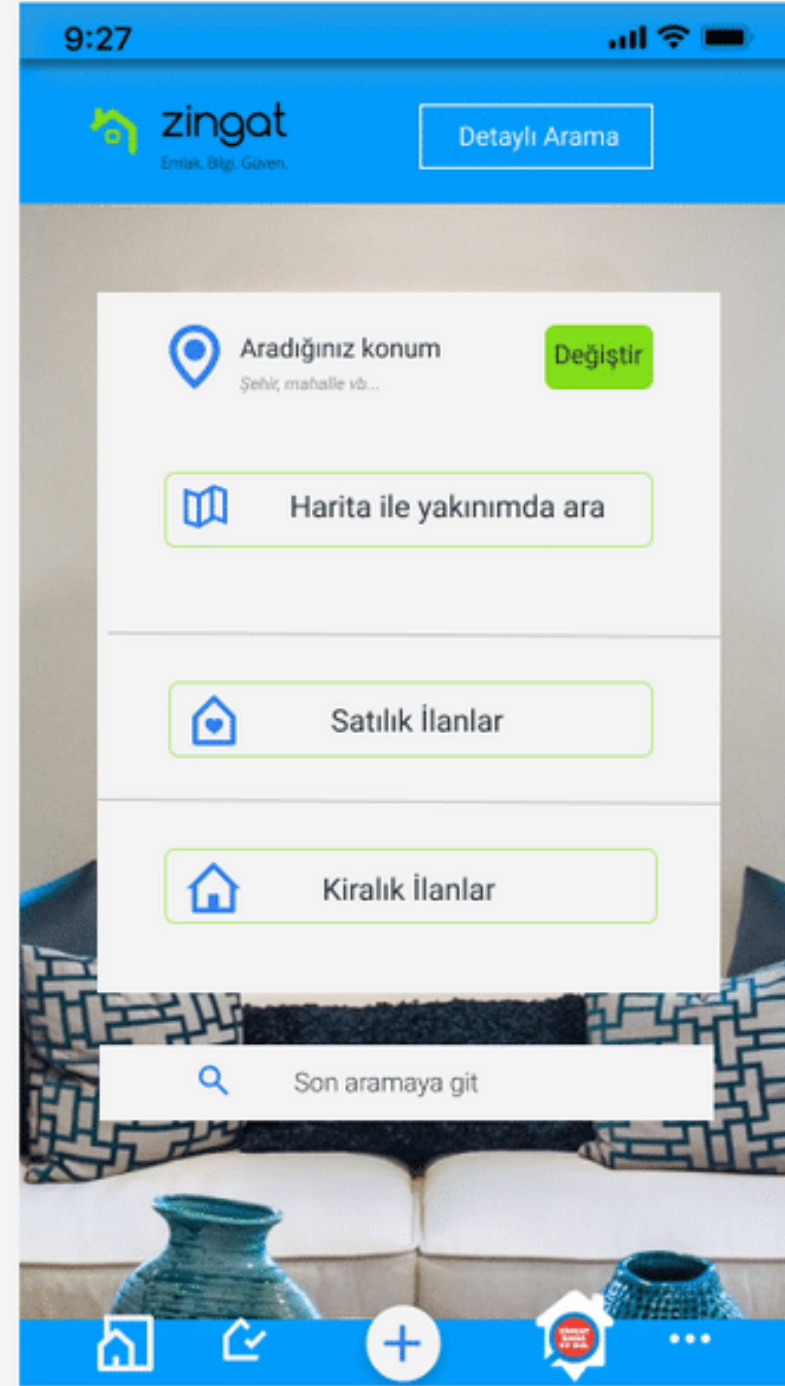 9:27
zingat
Emlak. Bilgi. Güven.
Detaylı Arama
Aradığınız konum
Şehir, mahalle vb...
Değiştir
Harita ile yakınımda ara
Satılık İlanlar
Kiralık İlanlar
Son aramaya git